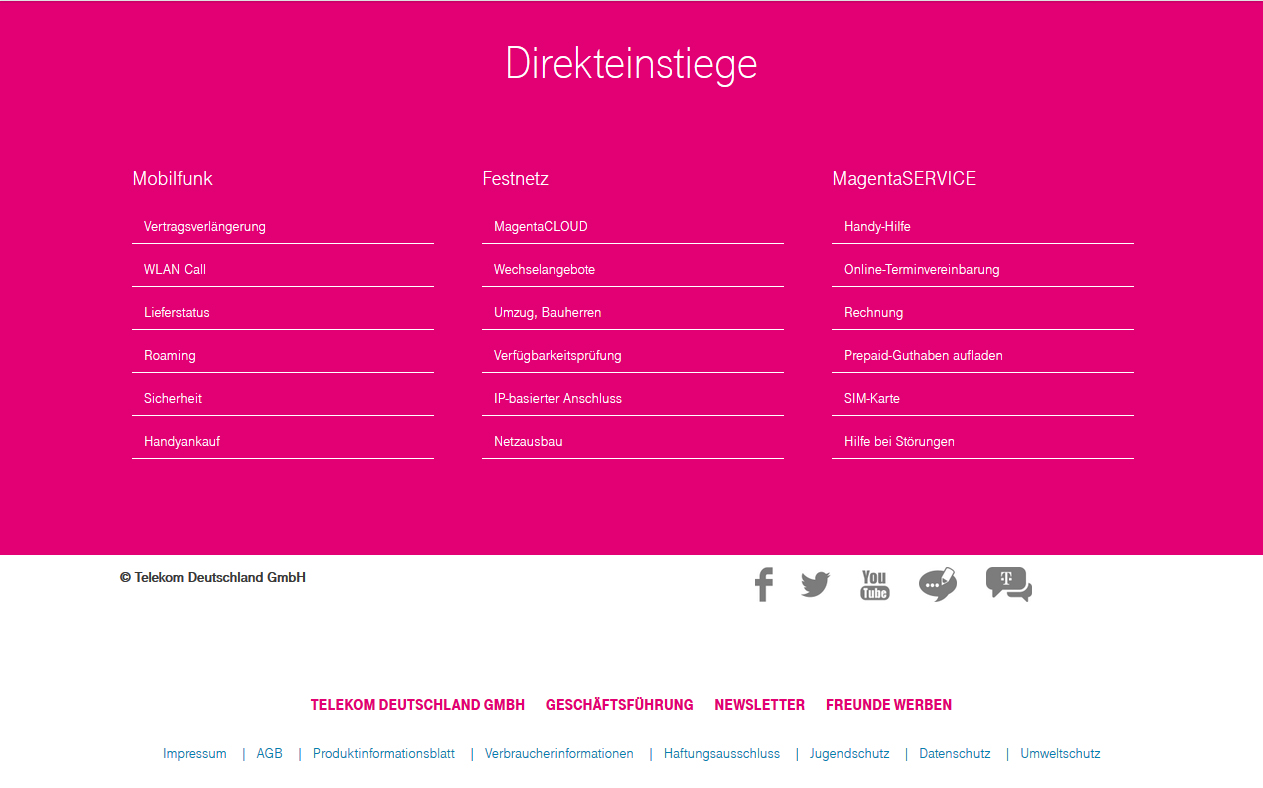 Direkteinstiege
Mobilfunk
Vertragsverlängerung
WLAN Call
Lieferstatus
Roaming
Sicherheit
Handyankauf
Festnetz
MagentaCLOUD
Wechselangebote
Umzug, Bauherren
Verfügbarkeitsprüfung
IP-basierter Anschluss
Netzausbau
MagentaSERVICE
Handy-Hilfe
Online-Terminvereinbarung
Rechnung
Prepaid-Guthaben aufladen
SIM-Karte
Hilfe bei Störungen
© Telekom Deutschland GmbH
f
You
Tube
T
TELEKOM DEUTSCHLAND GMBH GESCHÄFTSFÜHRUNG NEWSLETTER FREUNDE WERBEN
Impressum | AGB | Produktinformationsblatt | Verbraucherinformationen | Haftungsausschluss | Jugendschutz | Datenschutz | Umweltschutz